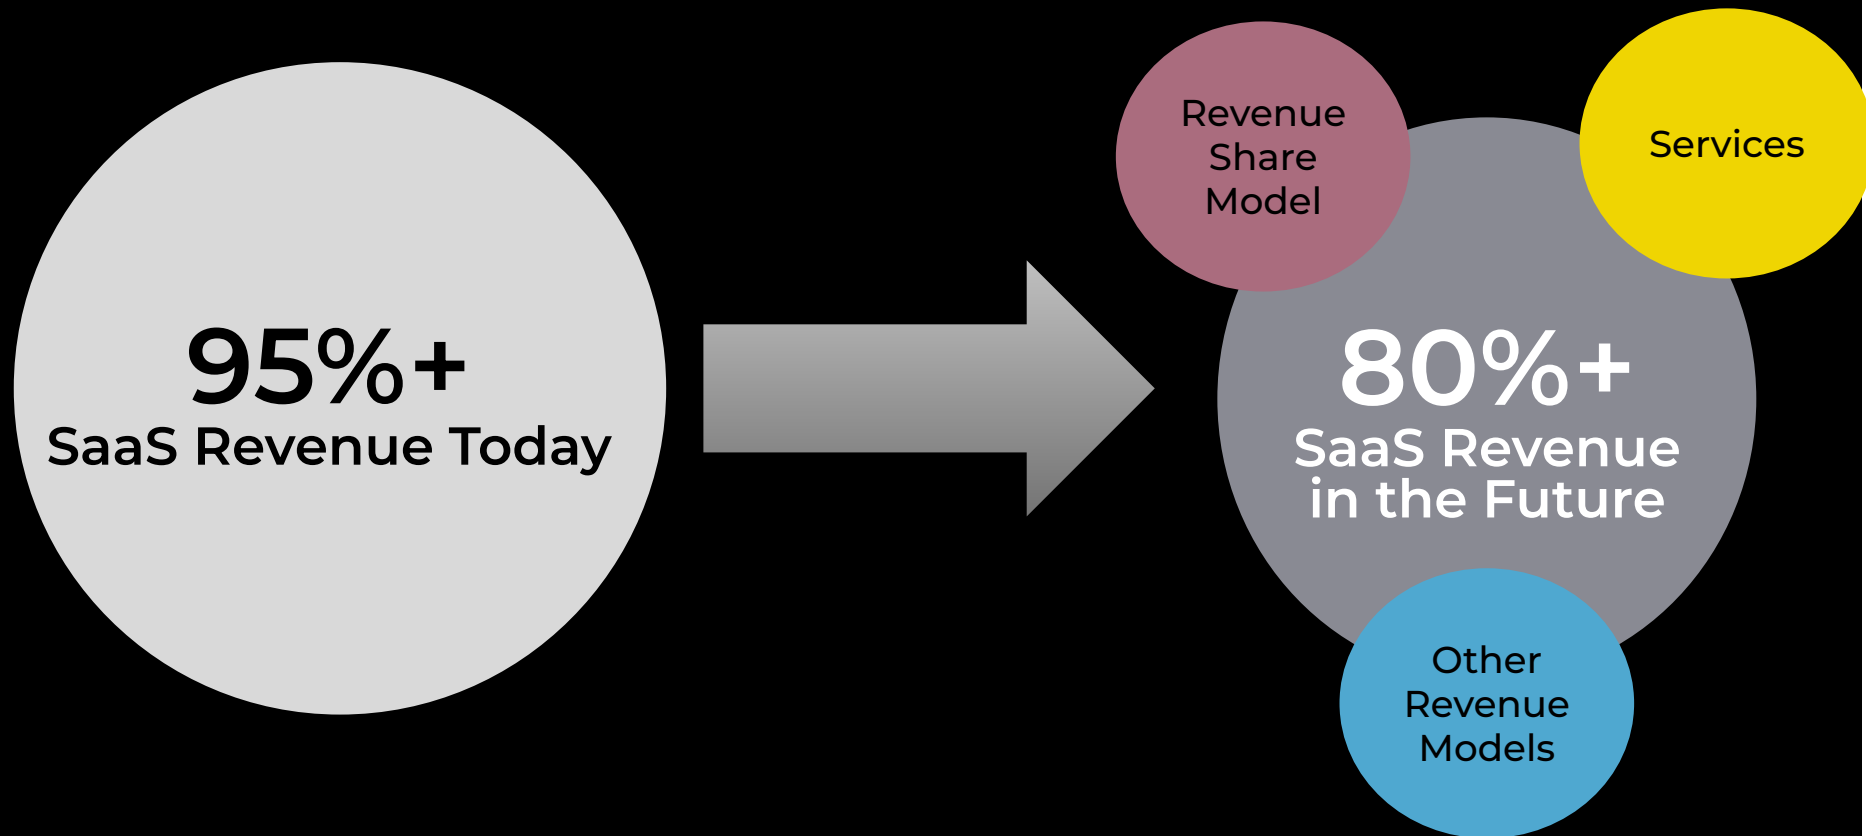 95%+
SaaS Revenue Today
Revenue
Share
Model
Services
80%+
SaaS Revenue
in the Future
Other
Revenue
Models